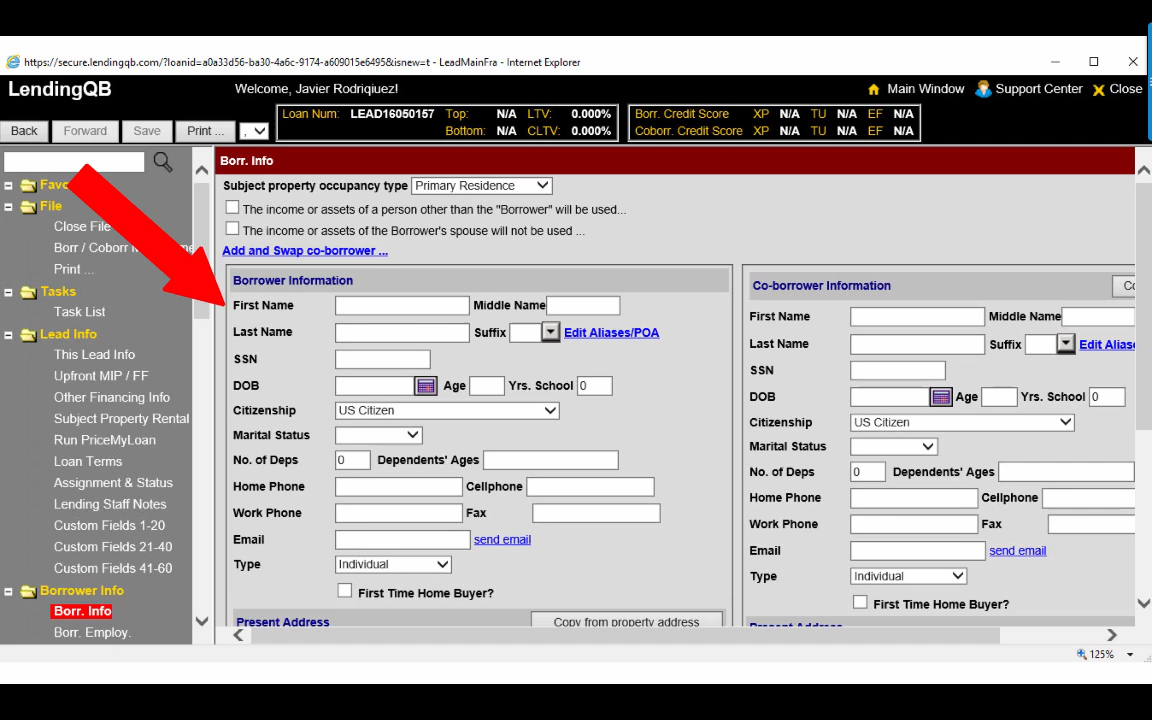 https://secure.lendingqb.com/?loanid=a0a33d56-ba30-4a6c-9174-a609015e6495&isnew=t - LeadMainFra - Internet Explorer
LendingQB Welcome, Javier Rodriqiuez! Main Window Support Center Close
Loan Num: LEAD16050157 Top: N/A LTV: 0.000% Borr. Credit Score XP N/A TU N/A EF N/A
Back Forward Save Print ... , Bottom: N/A CLTV: 0.000% Coborr. Credit Score XP N/A TU N/A EF N/A
Borr. Info
Favo
File
Close File
Borr / Coborr
Print ...
Tasks
Task List
Lead Info
This Lead Info
Upfront MIP / FF
Other Financing Info
Subject Property Rental
Run PriceMyLoan
Loan Terms
Assignment & Status
Lending Staff Notes
Custom Fields 1-20
Custom Fields 21-40
Custom Fields 41-60
Borrower Info
Borr. Info
Borr. Employ.
Subject property occupancy type Primary Residence
The income or assets of a person other than the "Borrower" will be used...
The income or assets of the Borrower's spouse will not be used ...
Add and Swap co-borrower ...
Borrower Information
First Name Middle Name
Last Name Suffix Edit Aliases/POA
SSN
DOB Age Yrs. School 0
Citizenship US Citizen
Marital Status
No. of Deps 0 Dependents' Ages
Home Phone Cellphone
Work Phone Fax
Email send email
Type Individual
First Time Home Buyer?
Present Address Copy from property address
Co-borrower Information Co
First Name Middle Name
Last Name Suffix Edit Aliase
SSN
DOB Age Yrs. School 0
Citizenship US Citizen
Marital Status
No. of Deps 0 Dependents' Ages
Home Phone Cellphone
Work Phone Fax
Email send email
Type Individual
First Time Home Buyer?
Present Address
125%